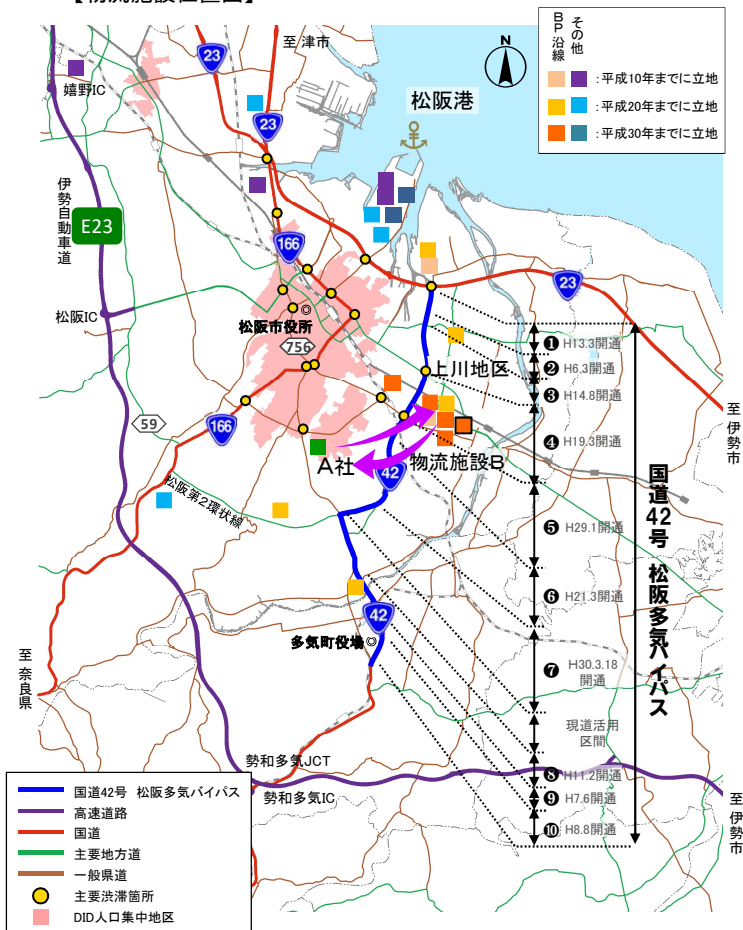 【物流施設位置図】
至 津市
BP沿線
その他
:平成10年までに立地
:平成20年までに立地
:平成30年までに立地
N
23
嬉野IC
松阪港
23
伊勢自動車道
E23
166
23
松阪IC
松阪市役所
756
上川地区
❶ H13.3開通
❷ H6.3開通
❸ H14.8開通
❹ H19.3開通
至 伊勢市
59
166
A社
物流施設B
42
国道42号 松阪多気バイパス
松阪第2環状線
❺ H29.1開通
❻ H21.3開通
42
多気町役場
❼ H30.3.18
開通
至 奈良県
現道活用
区間
勢和多気JCT
勢和多気IC
❽ H11.2開通
❾ H7.6開通
❿ H8.8開通
至 伊勢市
国道42号 松阪多気バイパス
高速道路
国道
主要地方道
一般県道
主要渋滞箇所
DID人口集中地区